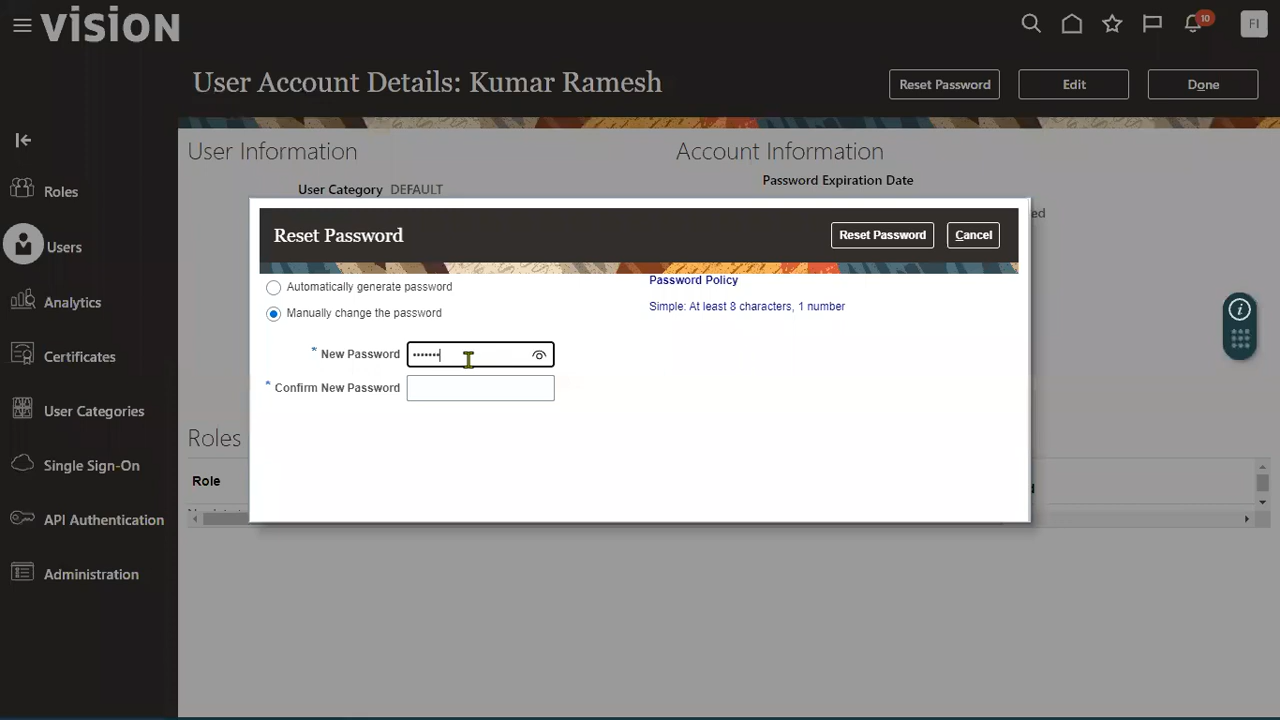 VISION
10
FI
User Account Details: Kumar Ramesh
Reset Password
Edit
Done
Roles
Users
Analytics
Certificates
User Categories
Single Sign-On
API Authentication
Administration
User Information
User Category DEFAULT
Account Information
Password Expiration Date
Reset Password
Reset Password
Cancel
Automatically generate password
Manually change the password
* New Password
* Confirm New Password
Password Policy
Simple: At least 8 characters, 1 number
Roles
Role